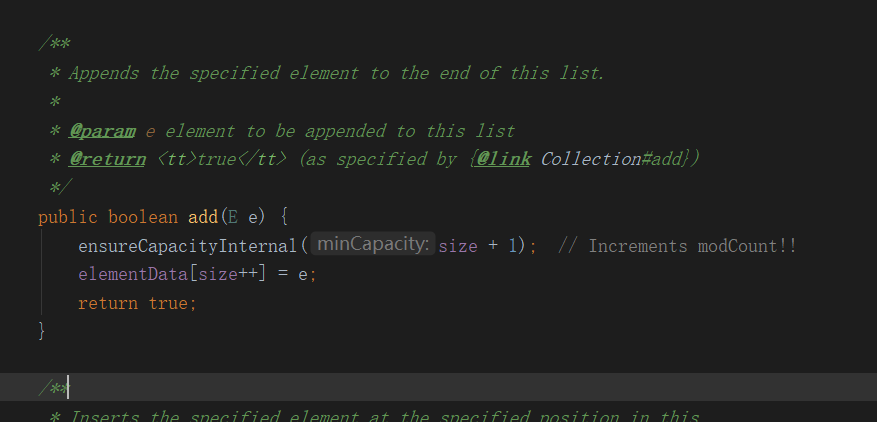 /**
* Appends the specified element to the end of this list.
*
* @param e element to be appended to this list
* @return <tt>true</tt> (as specified by {@link Collection#add})
*/
public boolean add(E e) {
ensureCapacityInternal( minCapacity: size + 1);  // Increments modCount!!
elementData[size++] = e;
return true;
}
/**
* Inserts the specified element at the specified position in this